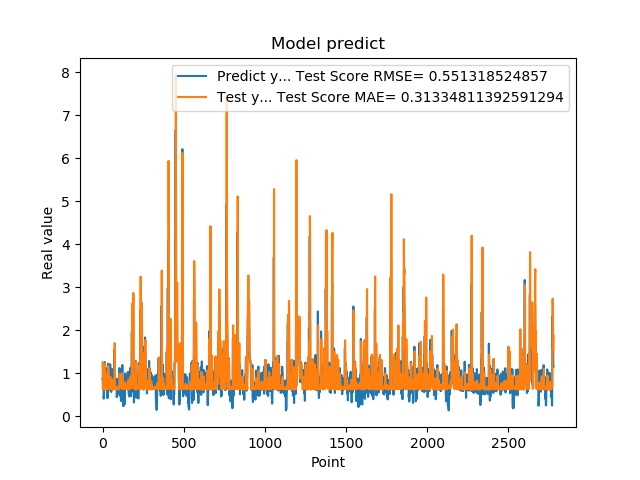 Model predict
Predict y... Test Score RMSE= 0.551318524857
Test y... Test Score MAE= 0.31334811392591294
8
7
6
5
4
3
2
1
0
Real value
0 500 1000 1500 2000 2500
Point